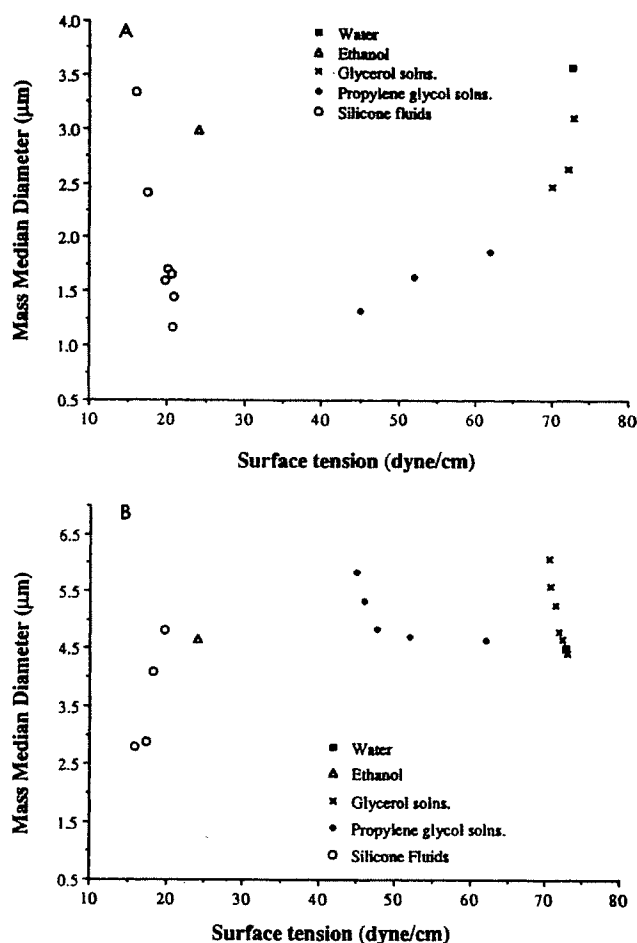 A
4.0
3.5
3.0
2.5
2.0
1.5
1.0
0.5
Mass Median Diameter (μm)
Water
Ethanol
Glycerol solns.
Propylene glycol solns.
Silicone fluids
10 20 30 40 50 60 70 80
Surface tension (dyne/cm)
B
6.5
5.5
4.5
3.5
2.5
1.5
0.5
Mass Median Diameter (μm)
Water
Ethanol
Glycerol solns.
Propylene glycol solns.
Silicone Fluids
10 20 30 40 50 60 70 80
Surface tension (dyne/cm)